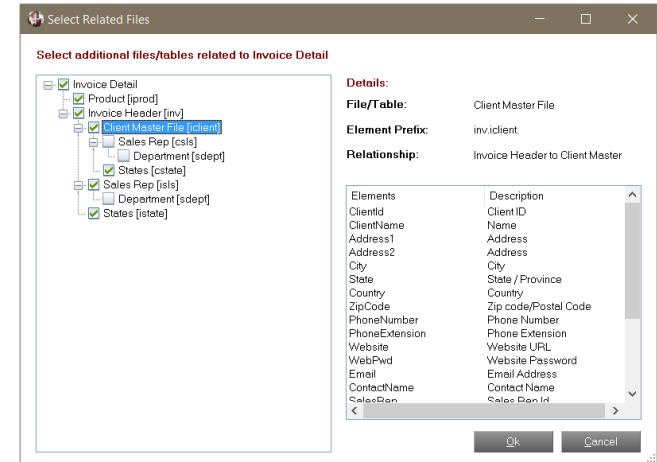 Select Related Files
Select additional files/tables related to Invoice Detail
Invoice Detail
Product [iprod]
Invoice Header [inv]
Client Master File [iclient]
Sales Rep [csls]
Department [sdept]
States [cstate]
Sales Rep [isls]
Department [sdept]
States [istate]
Details:
File/Table: Client Master File
Element Prefix: inv.iclient.
Relationship: Invoice Header to Client Master
Elements Description
ClientId Client ID
ClientName Name
Address1 Address
Address2 Address
City City
State State / Province
Country Country
ZipCode Zip code/Postal Code
PhoneNumber Phone Number
PhoneExtension Phone Extension
Website Website URL
WebPwd Website Password
Email Email Address
ContactName Contact Name
SalesRep Sales Rep Id
Ok Cancel